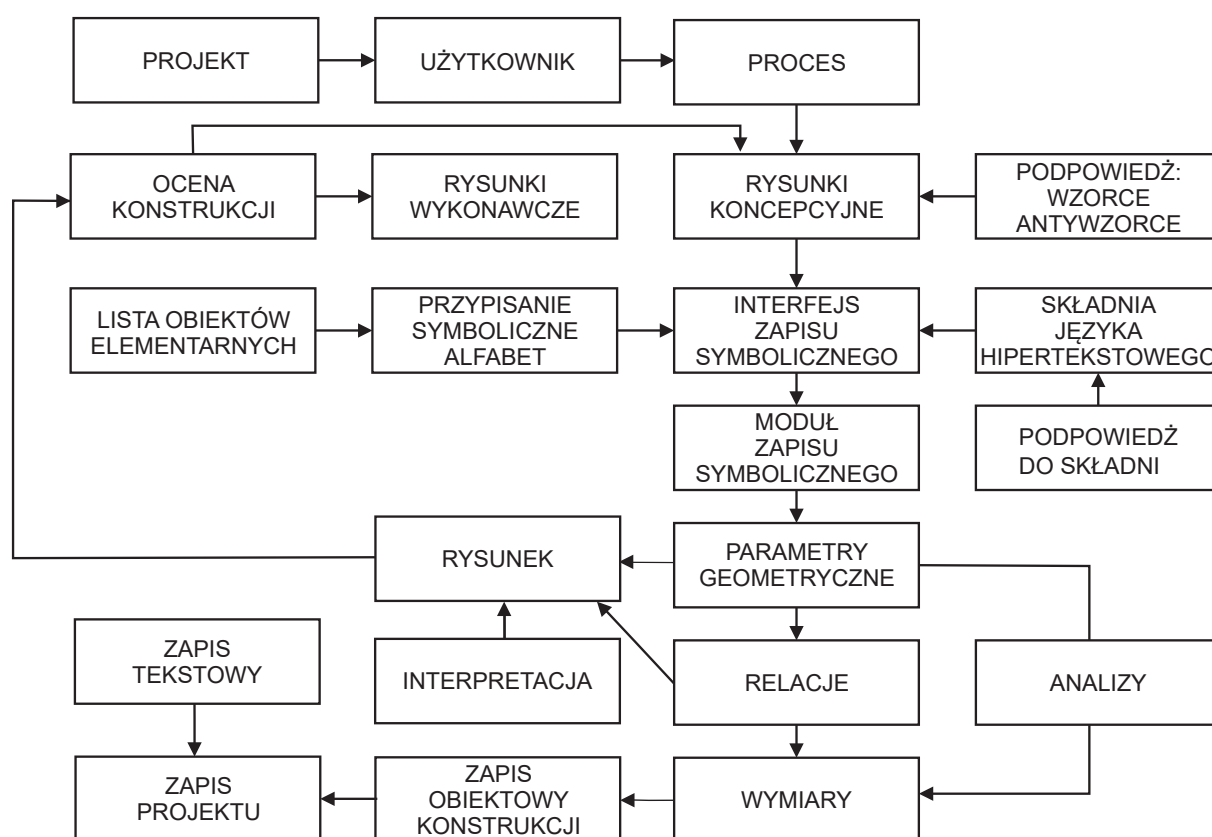 PROJEKT
UŻYTKOWNIK
PROCES
OCENA
KONSTRUKCJI
RYSUNKI
WYKONAWCZE
RYSUNKI
KONCEPCYJNE
PODPOWIEDŹ:
WZORCE
ANTYWZORCE
LISTA OBIEKTÓW
ELEMENTARNYCH
PRZYPISANIE
SYMBOLICZNE
ALFABET
INTERFEJS
ZAPISU
SYMBOLICZNEGO
SKŁADNIA
JĘZYKA
HIPERTEKSTOWEGO
MODUŁ
ZAPISU
SYMBOLICZNEGO
PODPOWIEDŹ
DO SKŁADNI
RYSUNEK
PARAMETRY
GEOMETRYCZNE
ZAPIS
TEKSTOWY
INTERPRETACJA
RELACJE
ANALIZY
ZAPIS
PROJEKTU
ZAPIS
OBIEKTOWY
KONSTRUKCJI
WYMIARY